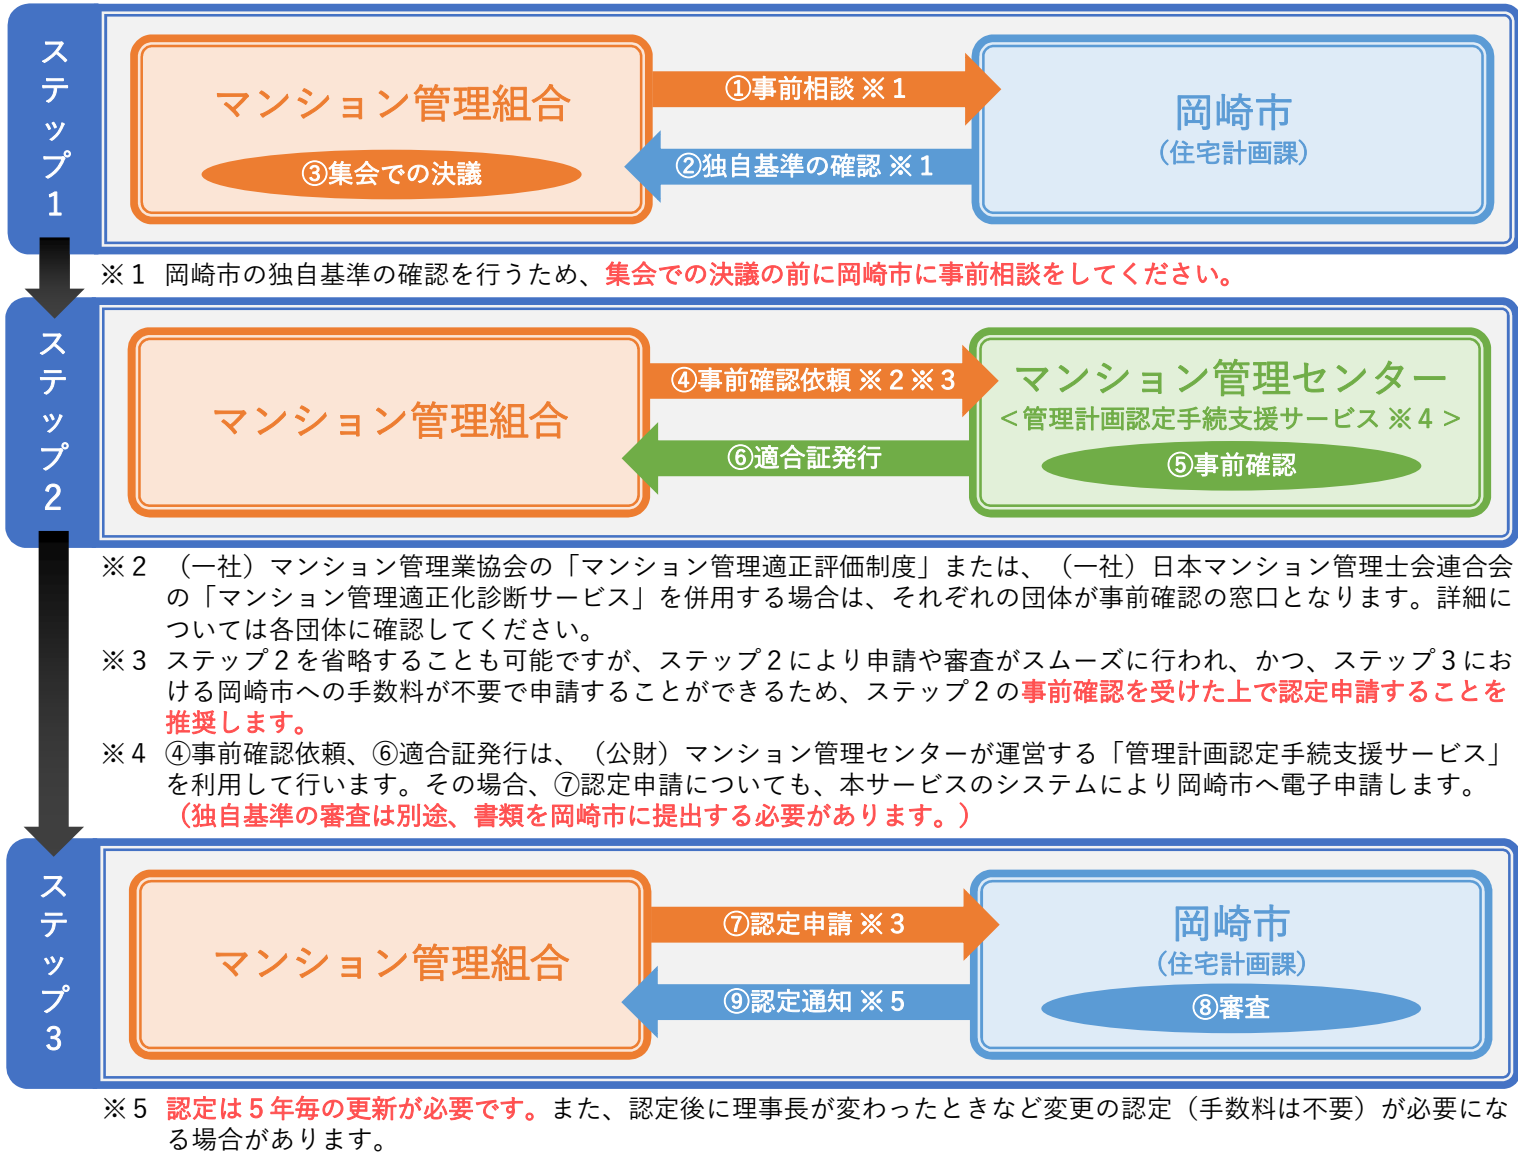 ステップ1
マンション管理組合
③集会での決議
①事前相談※1
②独自基準の確認※1
岡崎市
(住宅計画課)
※1 岡崎市の独自基準の確認を行うため、集会での決議の前に岡崎市に事前相談をしてください。
ステップ2
マンション管理組合
④事前確認依頼※2※3
⑥適合証発行
マンション管理センター
<管理計画認定手続支援サービス※4>
⑤事前確認
※2 (一社)マンション管理業協会の「マンション管理適正評価制度」または、(一社)日本マンション管理士会連合会
の「マンション管理適正化診断サービス」を併用する場合は、それぞれの団体が事前確認の窓口となります。詳細に
ついては各団体に確認してください。
※3 ステップ2を省略することも可能ですが、ステップ2により申請や審査がスムーズに行われ、かつ、ステップ3にお
ける岡崎市への手数料が不要で申請することができるため、ステップ2の事前確認を受けた上で認定申請することを
推奨します。
※4 ④事前確認依頼、⑥適合証発行は、(公財)マンション管理センターが運営する「管理計画認定手続支援サービス」
を利用して行います。その場合、⑦認定申請についても、本サービスのシステムにより岡崎市へ電子申請します。
(独自基準の審査は別途、書類を岡崎市に提出する必要があります。)
ステップ3
マンション管理組合
⑦認定申請※3
⑨認定通知※5
岡崎市
(住宅計画課)
⑧審査
※5 認定は5年毎の更新が必要です。また、認定後に理事長が変わったときなど変更の認定(手数料は不要)が必要にな
る場合があります。